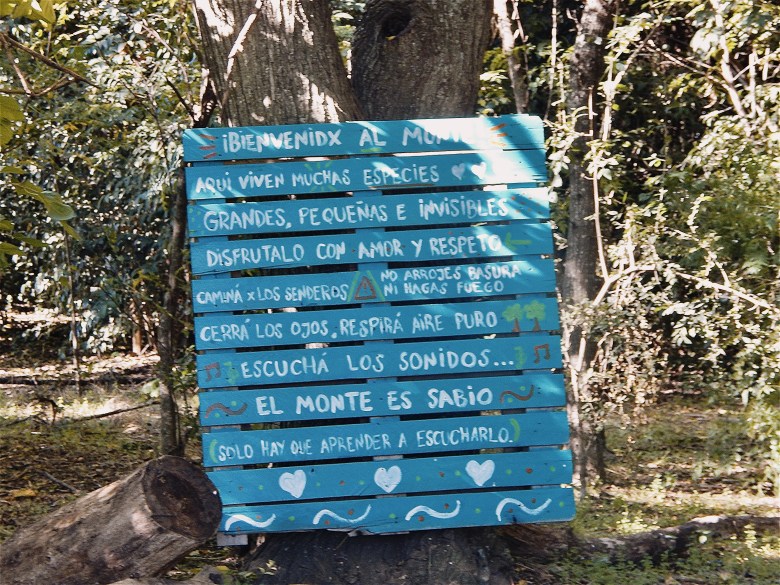 ¡BIENVENIDX AL MONTE!
AQUI VIVEN MUCHAS ESPECIES
GRANDES, PEQUEÑAS E INVISIBLES
DISFRUTALO CON AMOR Y RESPETO
CAMINÁ X LOS SENDEROS
NO ARROJES BASURA
NI HAGAS FUEGO
CERRÁ LOS OJOS, RESPIRÁ AIRE PURO
ESCUCHÁ LOS SONIDOS...
EL MONTE ES SABIO
(SOLO HAY QUE APRENDER A ESCUCHARLO.)